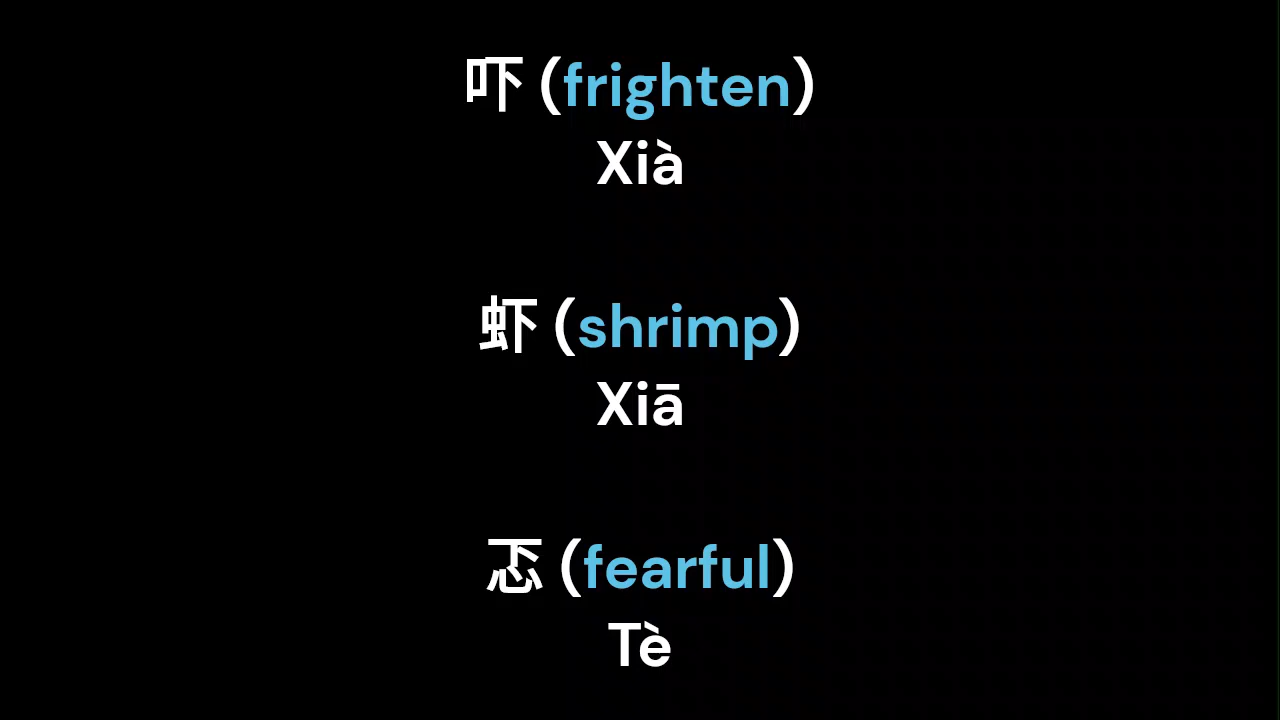 吓 (frighten)
Xià
虾 (shrimp)
Xiā
忑 (fearful)
Tè